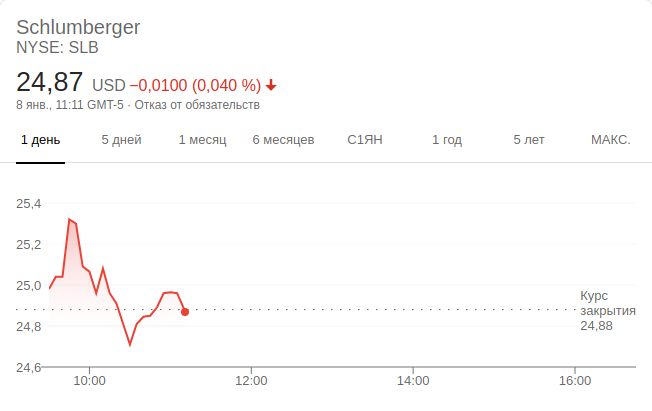 Schlumberger
NYSE: SLB
24,87 USD −0,0100 (0,040 %)
8 янв., 11:11 GMT-5 · Отказ от обязательств
1 день 5 дней 1 месяц 6 месяцев С1ЯН 1 год 5 лет МАКС.
25,4
25,2
25,0
24,8
24,6
Курс
закрытия
24,88
10:00 12:00 14:00 16:00